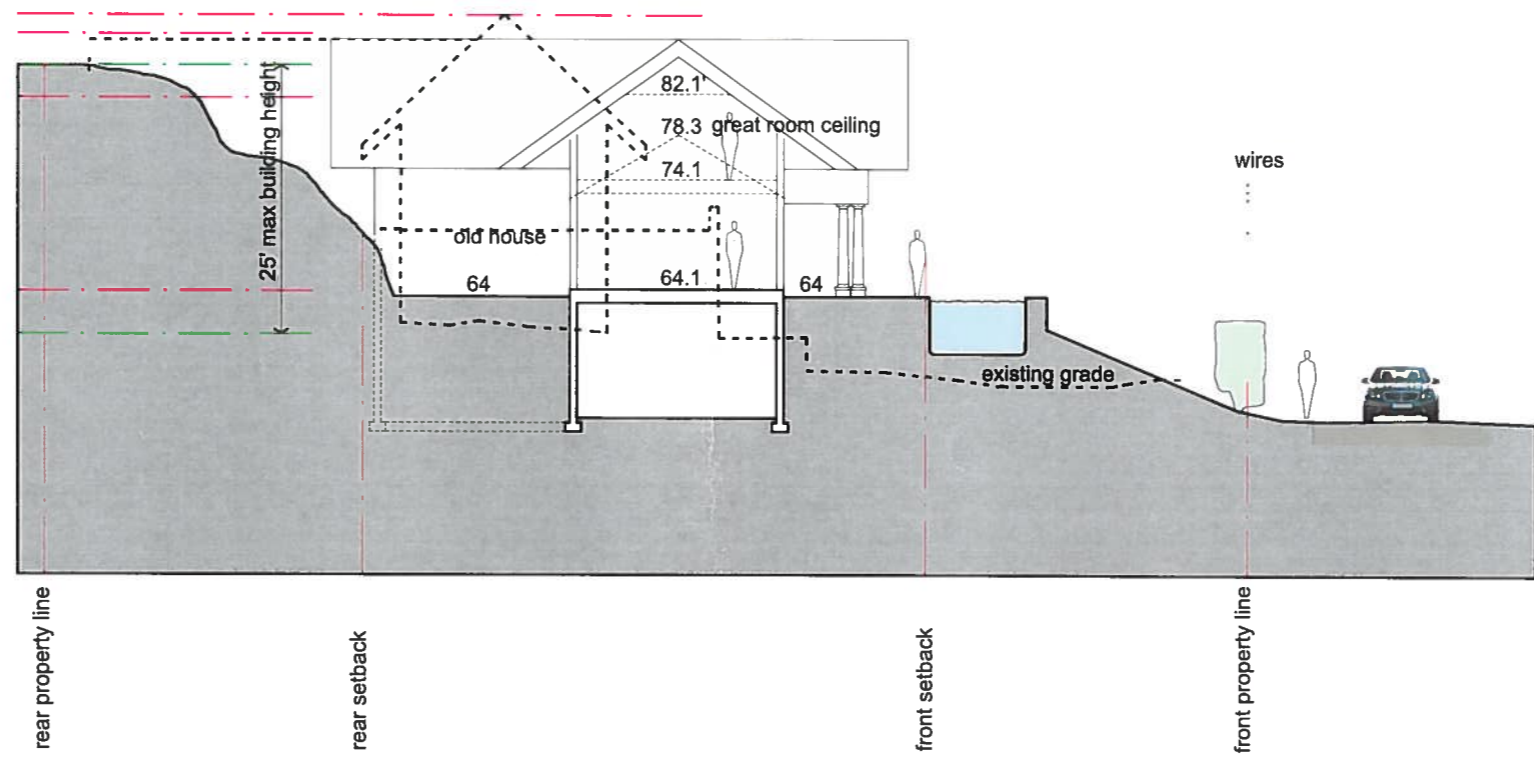 82.1'
78.3 great room ceiling
74.1
wires
25' max building height
old house
64
64.1
64
existing grade
rear property line
rear setback
front setback
front property line